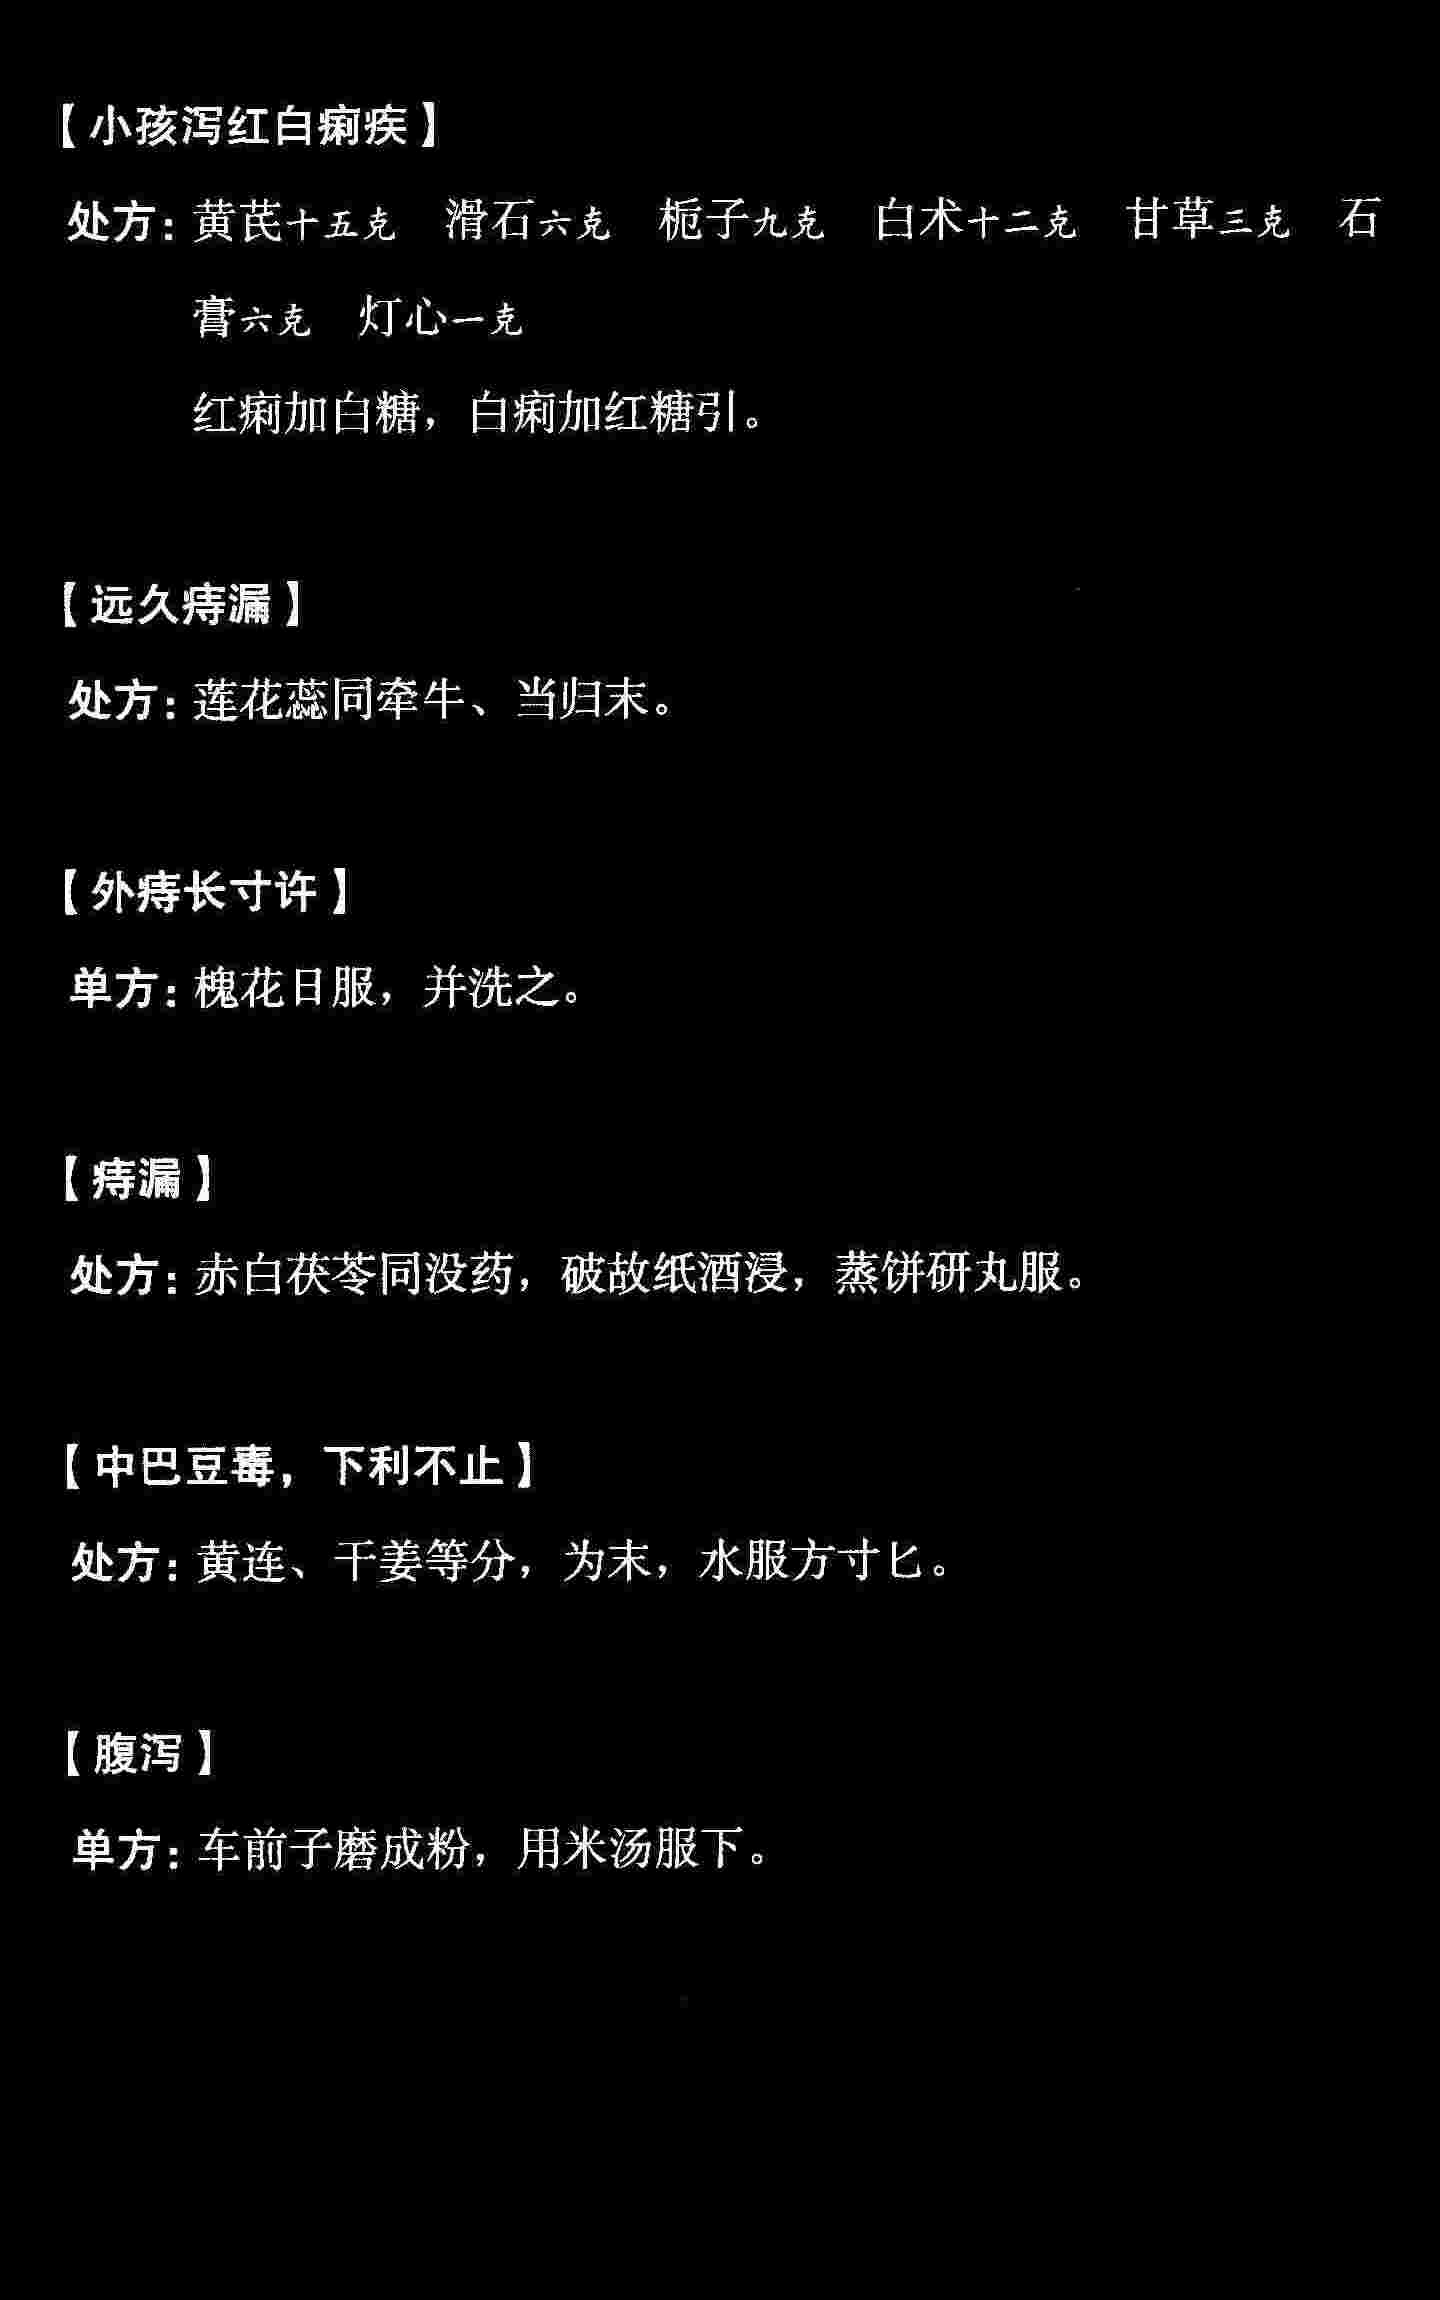 【小孩泻红白痢疾】
处方：黄芪十五克　滑石六克　栀子九克　白术十二克　甘草三克　石
膏六克　灯心一克
红痢加白糖，白痢加红糖引。
【远久痔漏】
处方：莲花蕊同牵牛、当归末。
【外痔长寸许】
单方：槐花日服，并洗之。
【痔漏】
处方：赤白茯苓同没药，破故纸酒浸，蒸饼研丸服。
【中巴豆毒，下利不止】
处方：黄连、干姜等分，为末，水服方寸匕。
【腹泻】
单方：车前子磨成粉，用米汤服下。